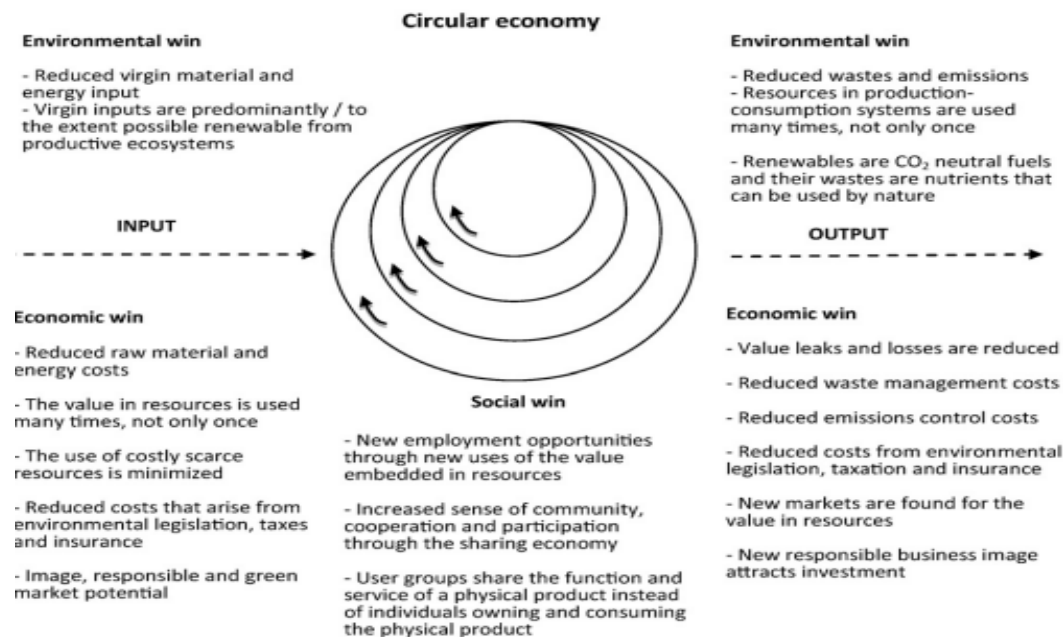 Circular economy
Environmental win
- Reduced virgin material and
energy input
- Virgin inputs are predominantly / to
the extent possible renewable from
productive ecosystems
INPUT
Economic win
- Reduced raw material and
energy costs
- The value in resources is used
many times, not only once
- The use of costly scarce
resources is minimized
- Reduced costs that arise from
environmental legislation, taxes
and insurance
- Image, responsible and green
market potential
Social win
- New employment opportunities
through new uses of the value
embedded in resources
- Increased sense of community,
cooperation and participation
through the sharing economy
- User groups share the function and
service of a physical product instead
of individuals owning and consuming
the physical product
Environmental win
- Reduced wastes and emissions
- Resources in production-
consumption systems are used
many times, not only once
- Renewables are CO₂ neutral fuels
and their wastes are nutrients that
can be used by nature
OUTPUT
Economic win
- Value leaks and losses are reduced
- Reduced waste management costs
- Reduced emissions control costs
- Reduced costs from environmental
legislation, taxation and insurance
- New markets are found for the
value in resources
- New responsible business image
attracts investment